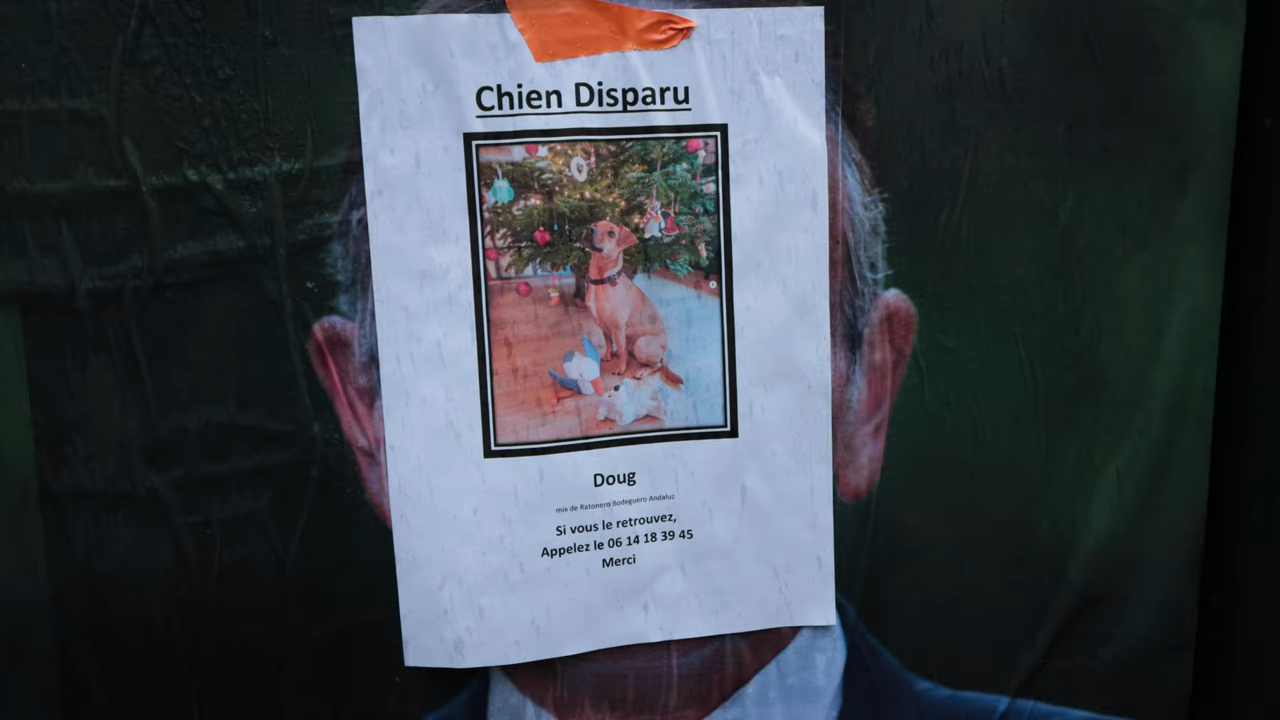 Chien Disparu
Doug
mix de Ratonero Bodeguero Andaluz
Si vous le retrouvez,
Appelez le 06 14 18 39 45
Merci